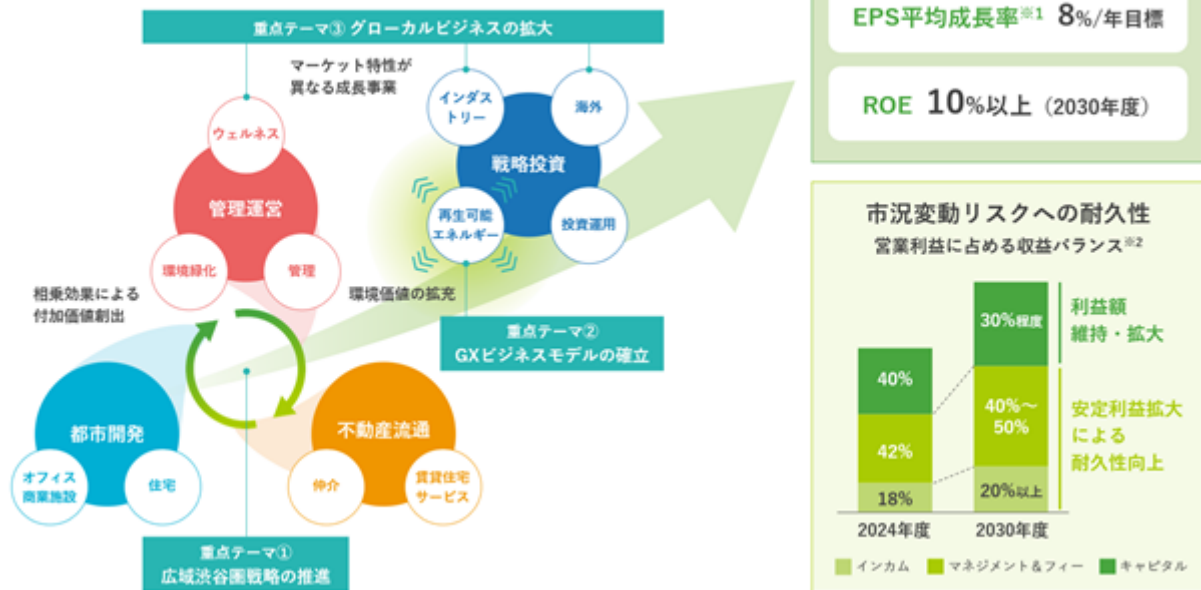 重点テーマ③ グローカルビジネスの拡大
マーケット特性が
異なる成長事業
ウェルネス
管理運営
環境緑化
管理
インダス
トリー
海外
戦略投資
再生可能
エネルギー
投資運用
相乗効果による
付加価値創出
環境価値の拡充
重点テーマ②
GXビジネスモデルの確立
都市開発
オフィス
商業施設
住宅
不動産流通
仲介
賃貸住宅
サービス
重点テーマ①
広域渋谷圏戦略の推進
EPS平均成長率※1 8%/年目標
ROE 10%以上（2030年度）
市況変動リスクへの耐久性
営業利益に占める収益バランス※2
40%
42%
18%
2024年度
30%程度
40%～
50%
20%以上
2030年度
利益額
維持・拡大
安定利益拡大
による
耐久性向上
インカム マネジメント&フィー キャピタル